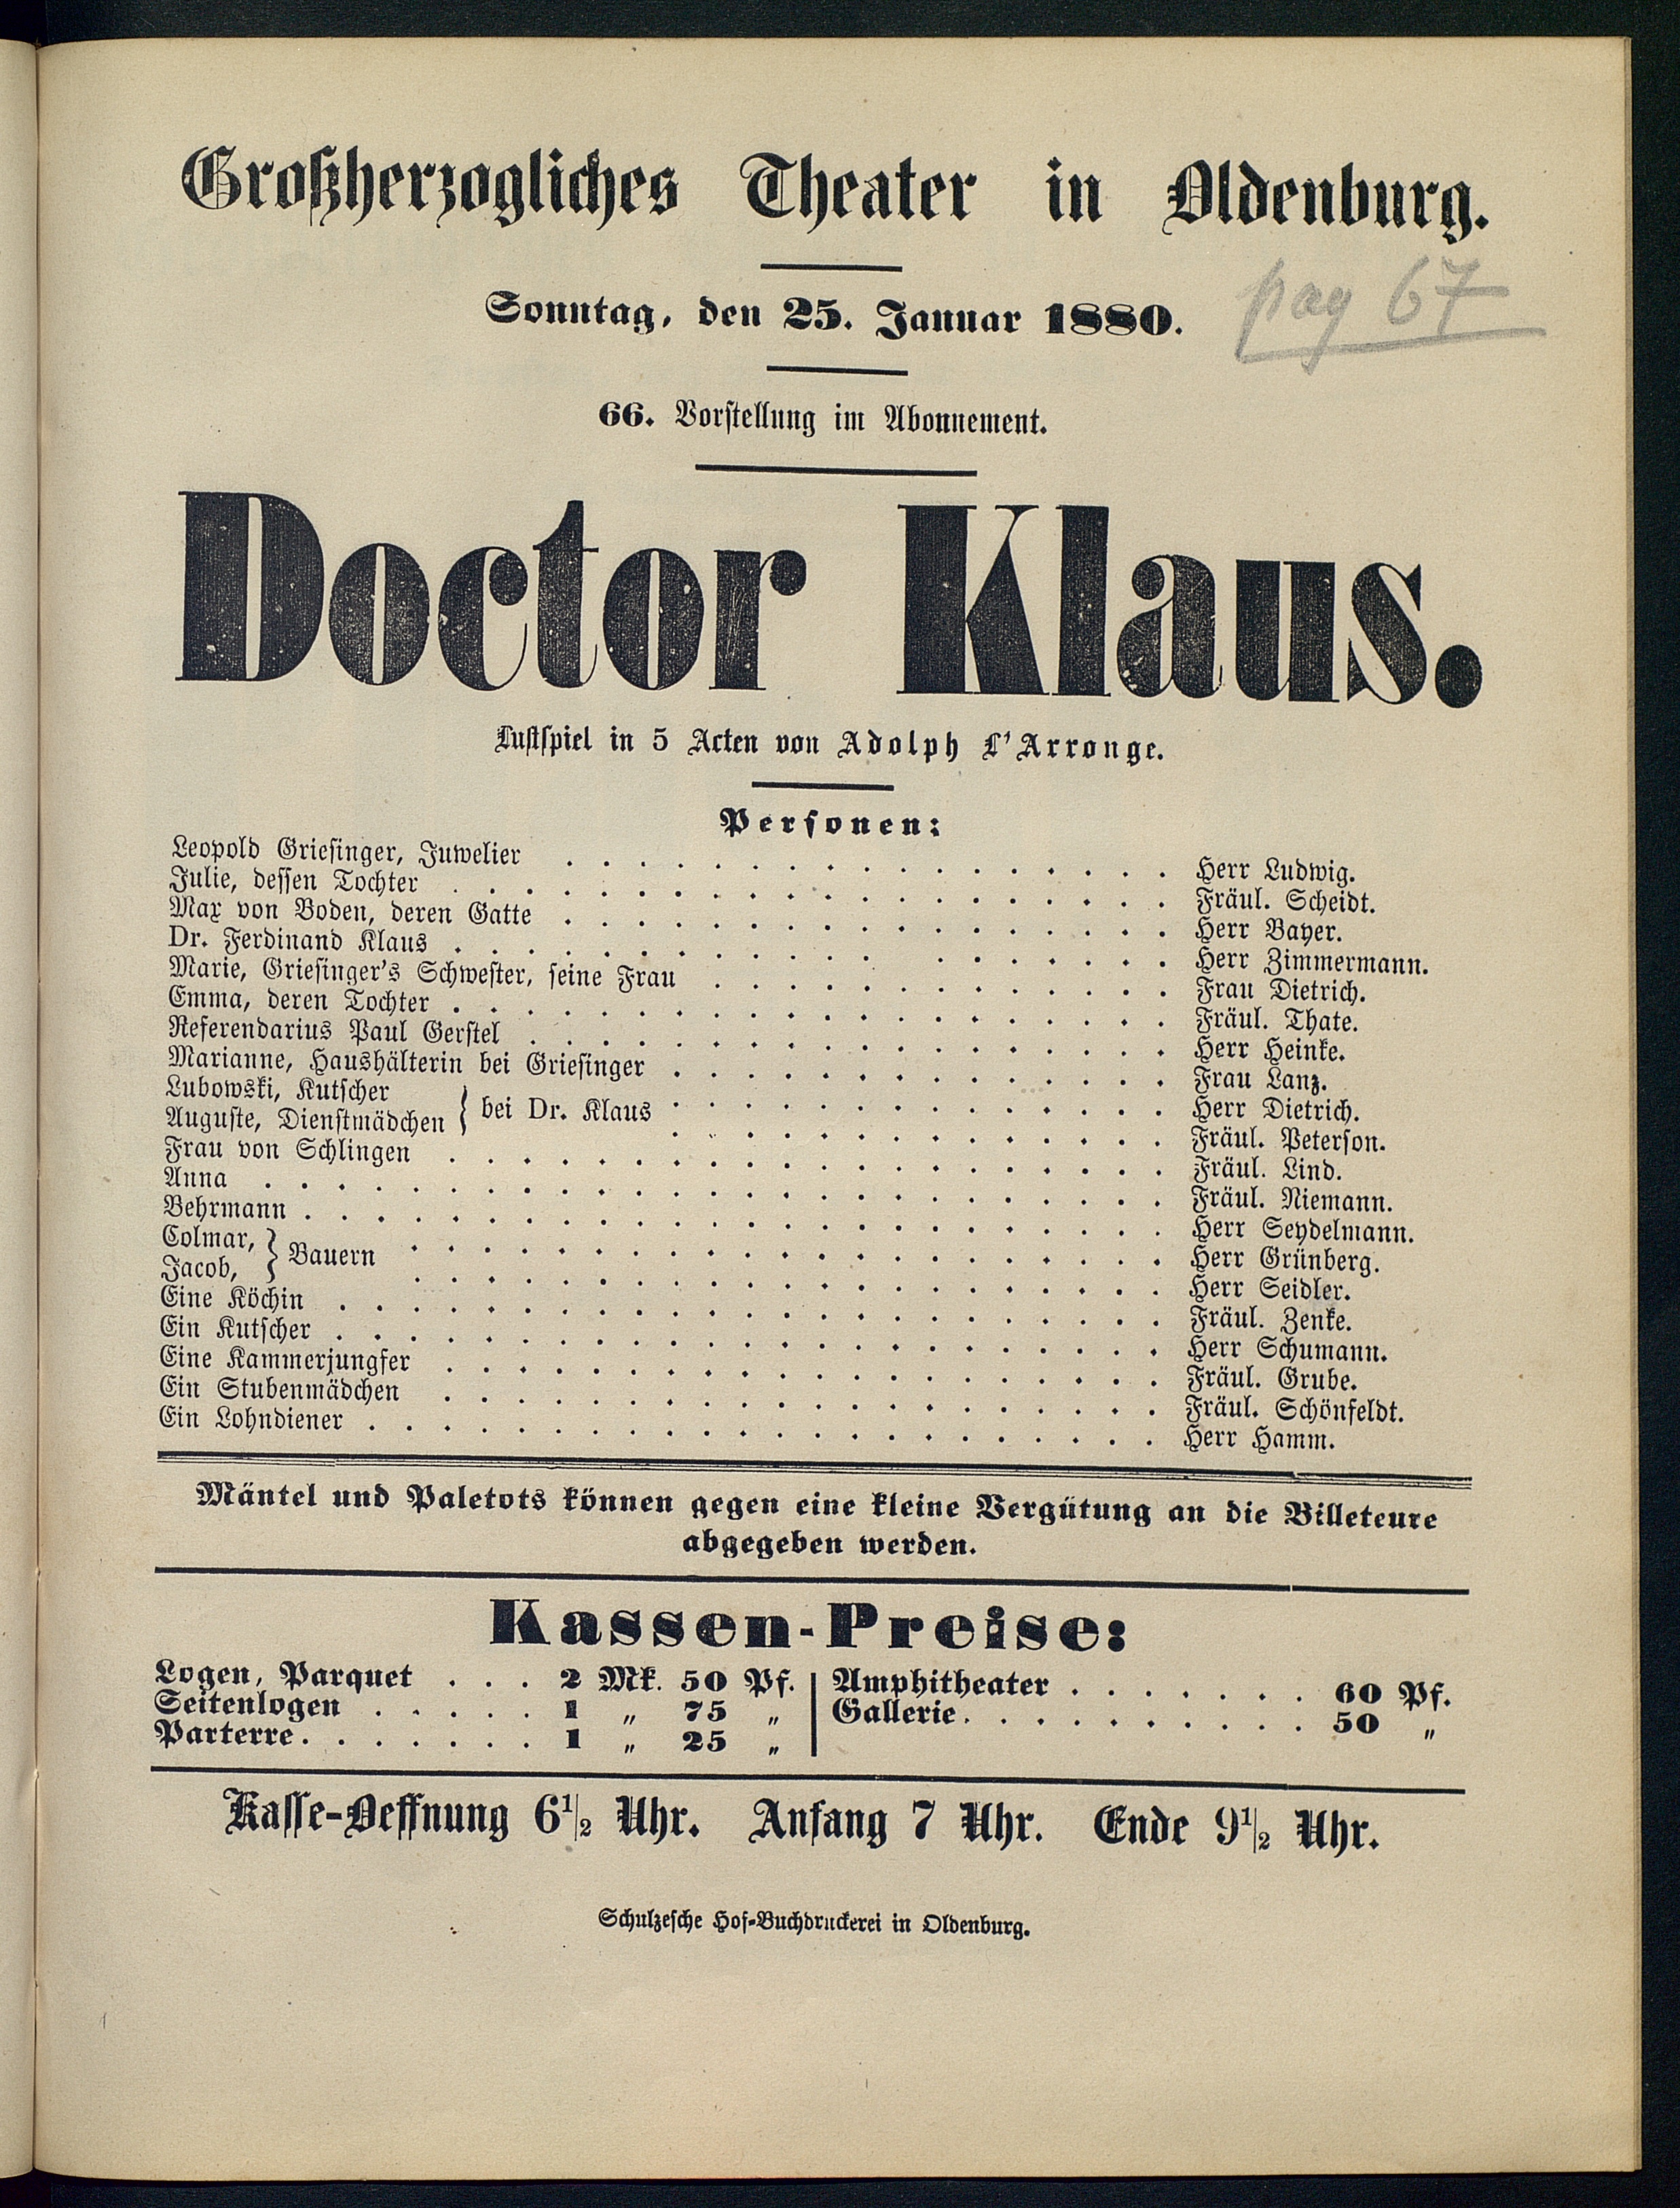 Großherzogliches Theater in Oldenburg.
Sonntag, den 25. Januar 1880.
pag 67
66. Vorstellung im Abonnement.
Doctor Klaus.
Lustspiel in 5 Acten von Adolph L'Arronge.
Personen:
Leopold Griesinger, Juwelier . . . . . . . . . . . . . . . . . Herr Ludwig.
Julie, dessen Tochter . . . . . . . . . . . . . . . . . . . . Fräul. Scheidt.
Max von Boden, deren Gatte . . . . . . . . . . . . . . . . . Herr Bayer.
Dr. Ferdinand Klaus . . . . . . . . . . . . . . . . . . . Herr Zimmermann.
Marie, Griesinger's Schwester, seine Frau . . . . . . . . . . . . . Frau Dietrich.
Emma, deren Tochter . . . . . . . . . . . . . . . . . . . . Fräul. Thate.
Referendarius Paul Gerstel . . . . . . . . . . . . . . . . . . Herr Heinke.
Marianne, Haushälterin bei Griesinger . . . . . . . . . . . . . . Frau Lanz.
Lubowski, Kutscher } bei Dr. Klaus . . . . . . . . . . . . . . Herr Dietrich.
Auguste, Dienstmädchen . . . . . . . . . . . . . . Fräul. Peterson.
Frau von Schlingen . . . . . . . . . . . . . . . . . . . . Fräul. Lind.
Anna . . . . . . . . . . . . . . . . . . . . . . . . . Fräul. Niemann.
Behrmann . . . . . . . . . . . . . . . . . . . . . . . . Herr Seydelmann.
Colmar, } Bauern . . . . . . . . . . . . . . . . . . . . . Herr Grünberg.
Jacob, . . . . . . . . . . . . . . . . . . . . . Herr Seidler.
Eine Köchin . . . . . . . . . . . . . . . . . . . . . . . Fräul. Zenke.
Ein Kutscher . . . . . . . . . . . . . . . . . . . . . . . Herr Schumann.
Eine Kammerjungfer . . . . . . . . . . . . . . . . . . . . Fräul. Grube.
Ein Stubenmädchen . . . . . . . . . . . . . . . . . . . . Fräul. Schönfeldt.
Ein Lohndiener . . . . . . . . . . . . . . . . . . . . . . Herr Hamm.
Mäntel und Paletots können gegen eine kleine Vergütung an die Billeteure
abgegeben werden.
Kassen-Preise:
Logen, Parquet . . . 2 Mk. 50 Pf.
Seitenlogen . . . . . 1 „ 75 „
Parterre . . . . . . . 1 „ 25 „
Amphitheater . . . . . . . 60 Pf.
Gallerie . . . . . . . . . . 50 „
Kasse-Oeffnung 6 1/2 Uhr. Anfang 7 Uhr. Ende 9 1/2 Uhr.
Schulzesche Hof-Buchdruckerei in Oldenburg.